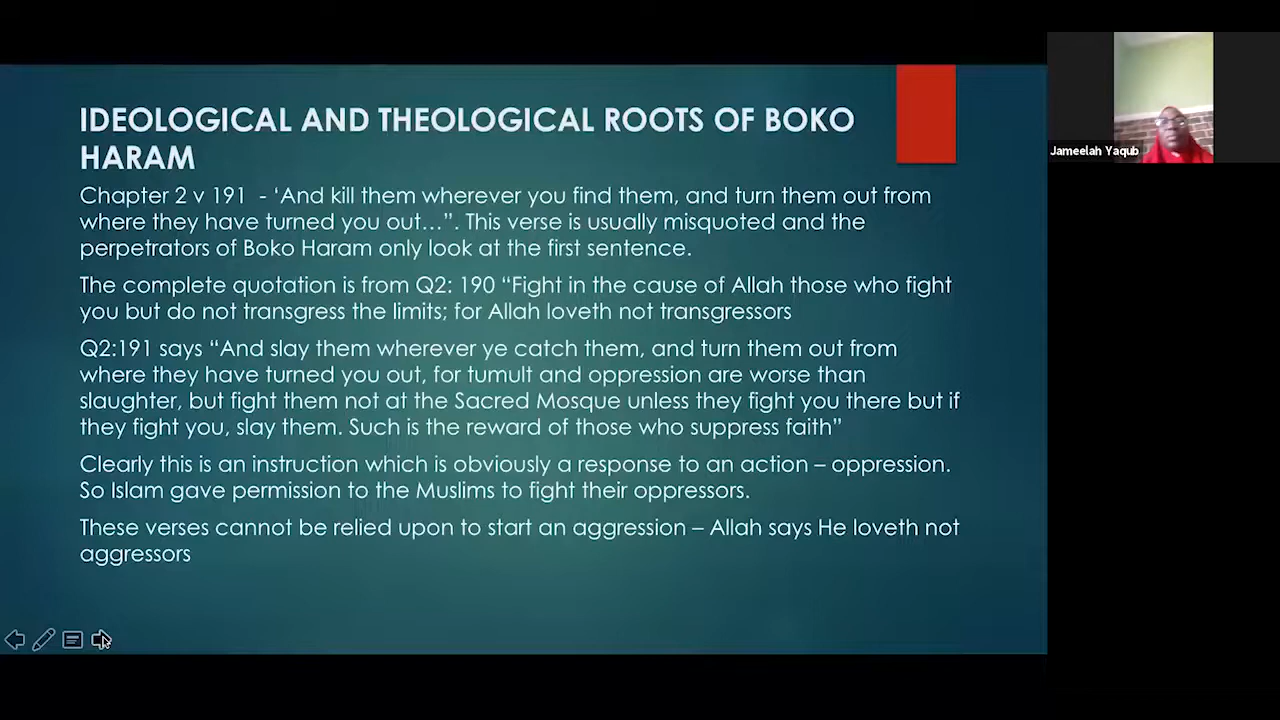 IDEOLOGICAL AND THEOLOGICAL ROOTS OF BOKO
HARAM
Chapter 2 v 191 - ‘And kill them wherever you find them, and turn them out from
where they have turned you out…”. This verse is usually misquoted and the
perpetrators of Boko Haram only look at the first sentence.
The complete quotation is from Q2: 190 “Fight in the cause of Allah those who fight
you but do not transgress the limits; for Allah loveth not transgressors
Q2:191 says “And slay them wherever ye catch them, and turn them out from
where they have turned you out, for tumult and oppression are worse than
slaughter, but fight them not at the Sacred Mosque unless they fight you there but if
they fight you, slay them. Such is the reward of those who suppress faith”
Clearly this is an instruction which is obviously a response to an action – oppression.
So Islam gave permission to the Muslims to fight their oppressors.
These verses cannot be relied upon to start an aggression – Allah says He loveth not
aggressors
Jameelah Yaqub